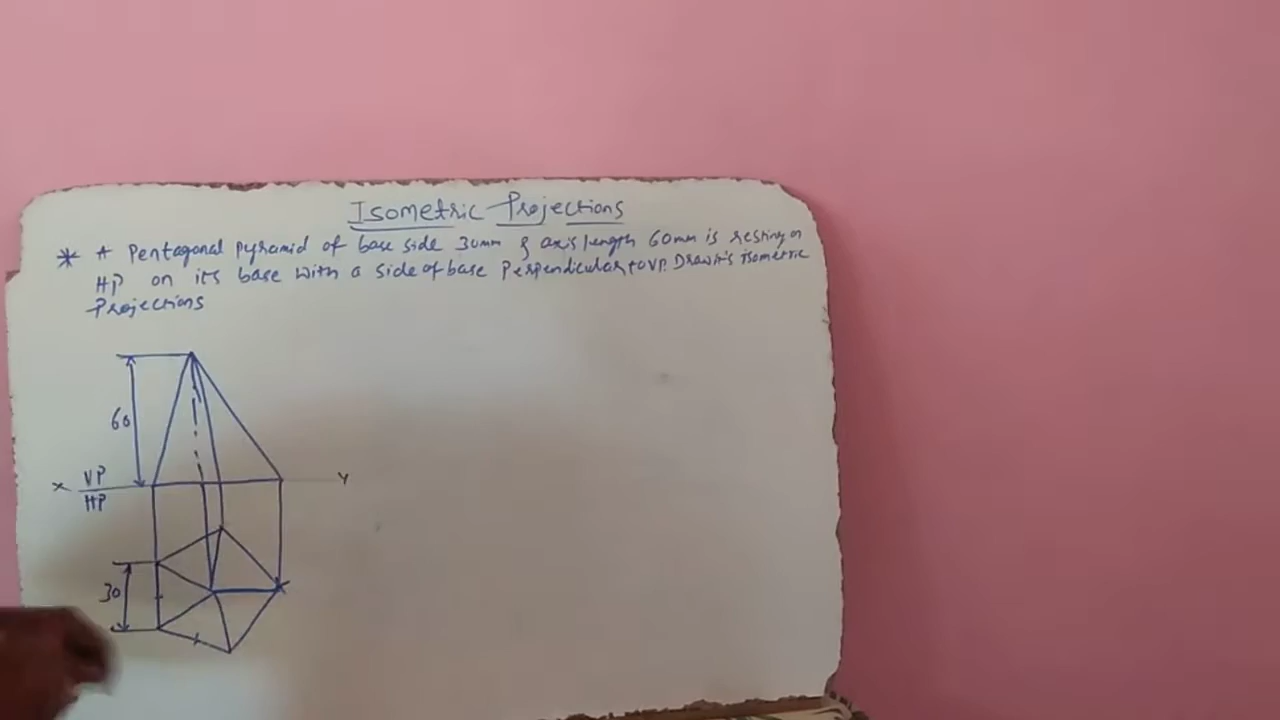 Isometric Projections
* A Pentagonal pyramid of base side 30mm & axis length 60mm is resting on
HP on its base with a side of base Perpendicular to VP. Draw it's isometric
Projections
60
X VP Y
HP
30